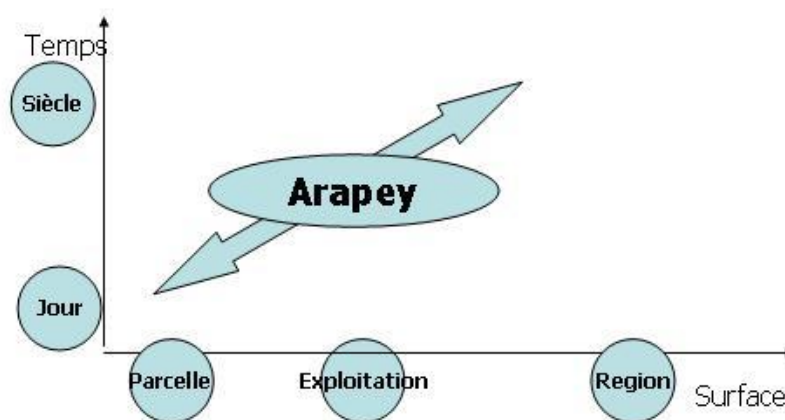 Temps
Siècle
Arapey
Jour
Parcelle
Exploitation
Region
Surface